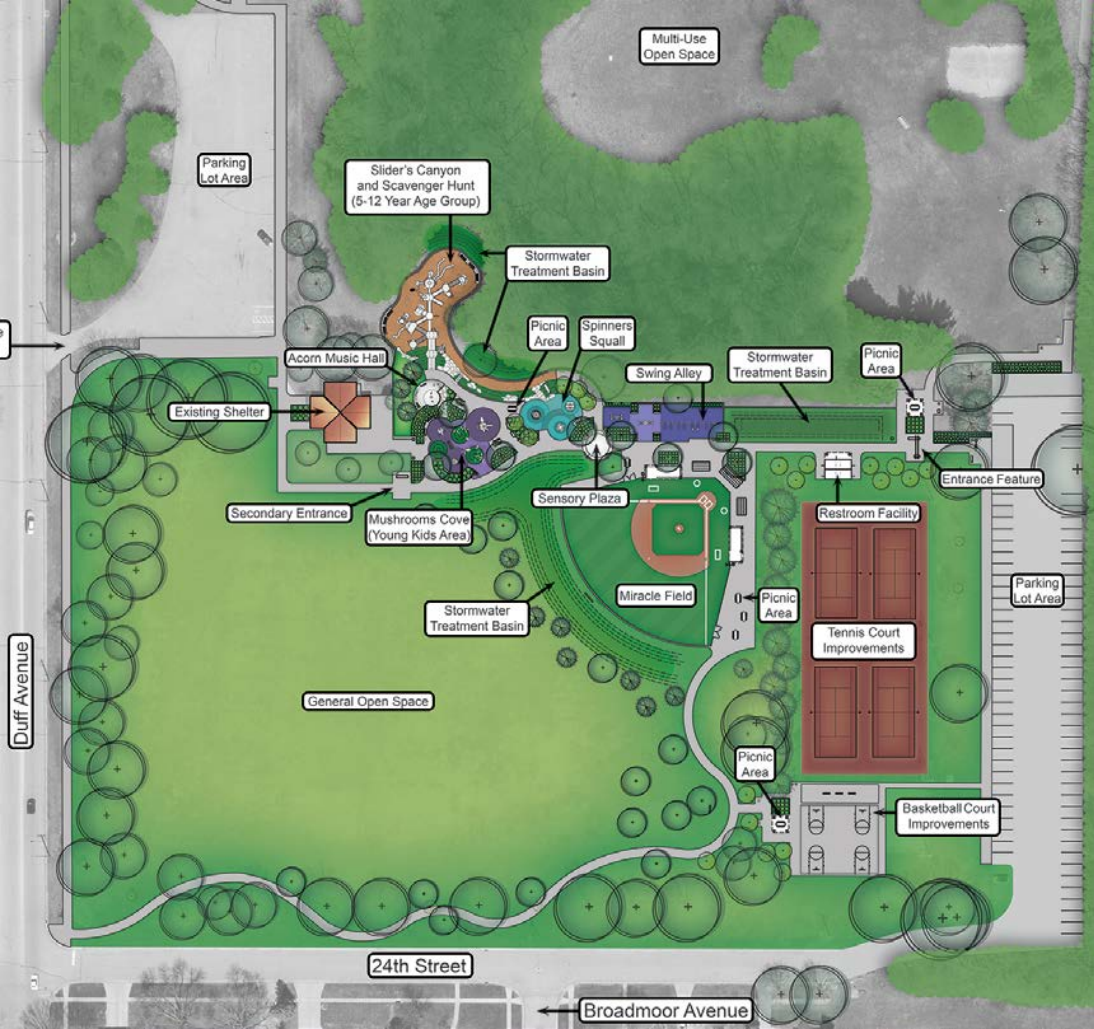 Multi-Use
Open Space
Parking
Lot Area
Slider's Canyon
and Scavenger Hunt
(5-12 Year Age Group)
Stormwater
Treatment Basin
Picnic
Area
Spinners
Squall
Acorn Music Hall
Swing Alley
Stormwater
Treatment Basin
Picnic
Area
Existing Shelter
Secondary Entrance
Mushrooms Cove
(Young Kids Area)
Sensory Plaza
Entrance Feature
Restroom Facility
Stormwater
Treatment Basin
Miracle Field
Picnic
Area
Parking
Lot Area
Tennis Court
Improvements
General Open Space
Duff Avenue
Picnic
Area
Basketball Court
Improvements
24th Street
Broadmoor Avenue